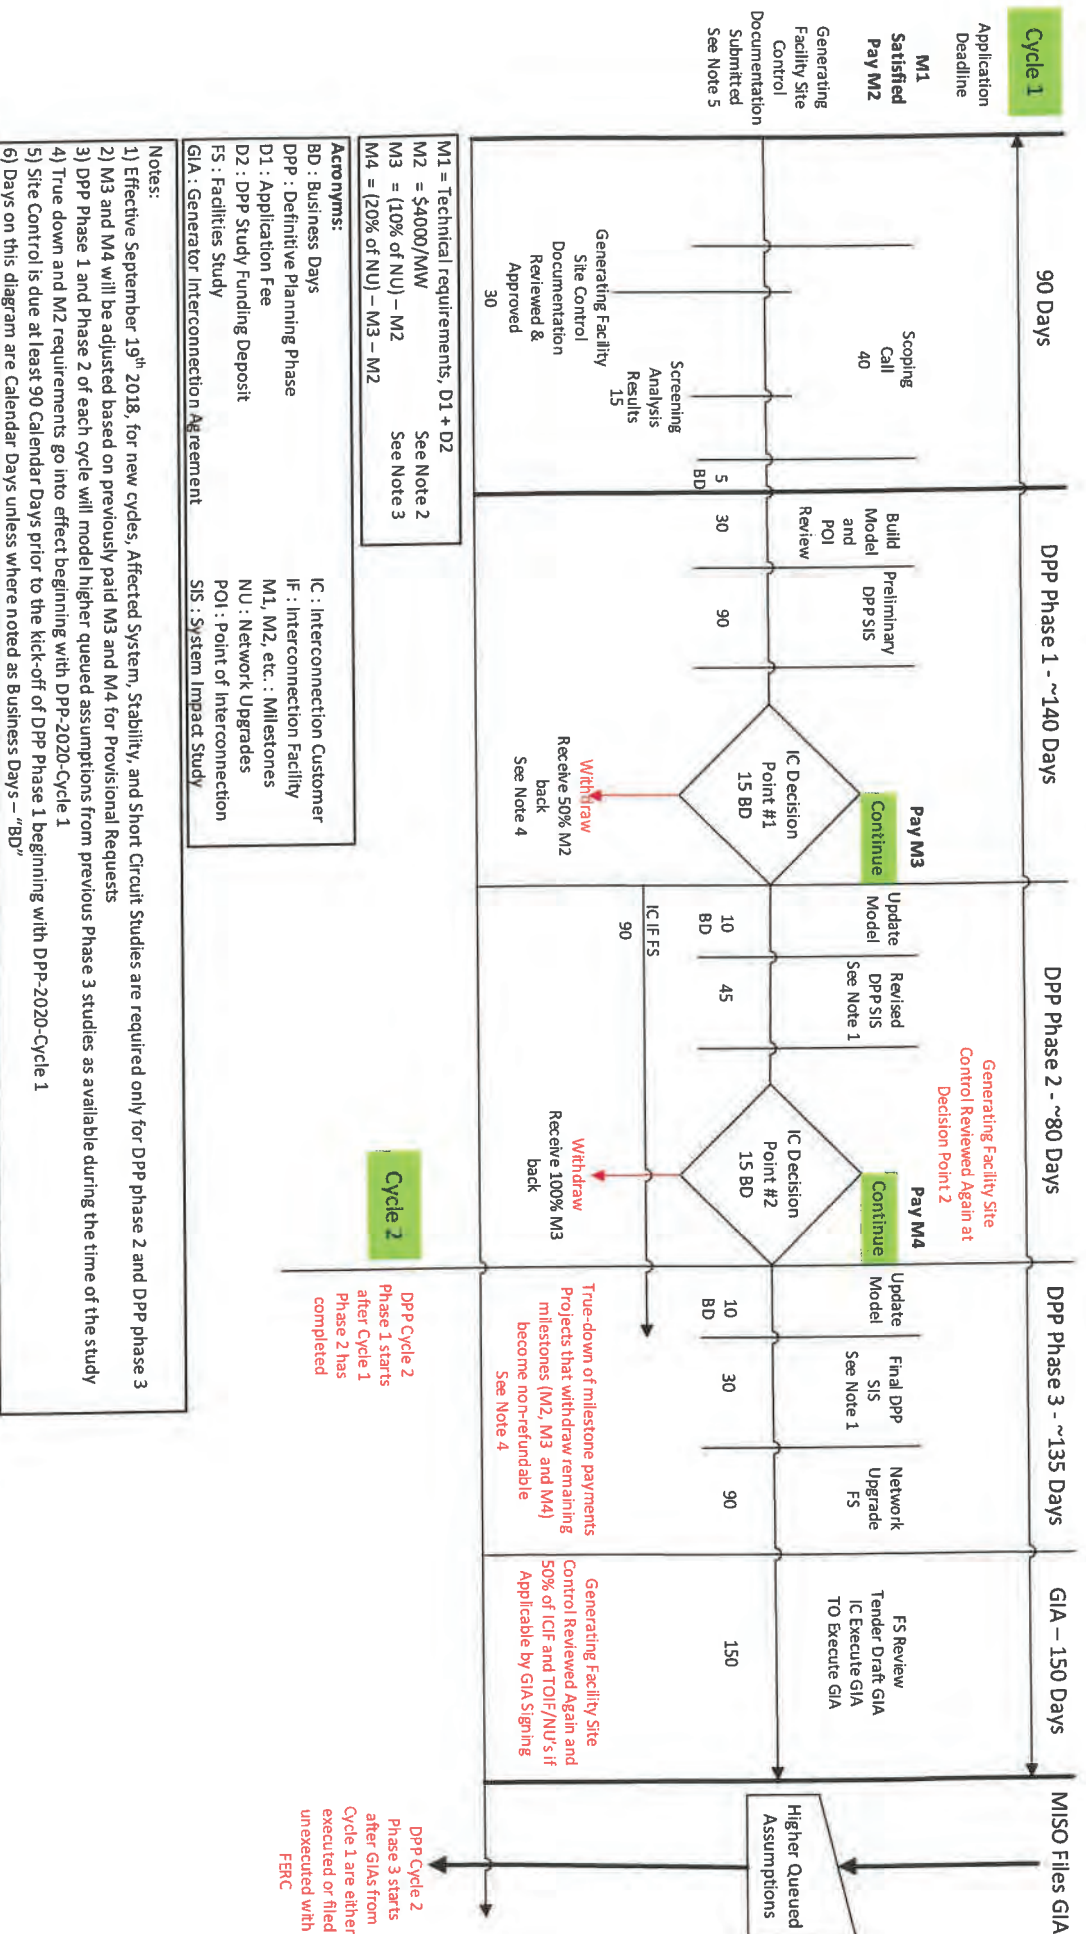 Cycle 1
90 Days
DPP Phase 1 - ~140 Days
DPP Phase 2 - ~80 Days
DPP Phase 3 - ~135 Days
GIA – 150 Days
MISO Files GIA
Application
Deadline
M1
Satisfied
Pay M2
Generating
Facility Site
Control
Documentation
Submitted
See Note 5
Scoping
Call
40
Generating Facility
Site Control
Documentation
Reviewed &
Approved
30
Screening
Analysis
Results
15
5
BD
Build
Model
and
POI
Review
30
Preliminary
DPP SIS
90
IC Decision
Point #1
15 BD
Pay M3
Continue
Withdraw
Receive 50% M2
back
See Note 4
Update
Model
10
BD
Revised
DPP SIS
See Note 1
45
IC IF FS
90
Generating Facility Site
Control Reviewed Again at
Decision Point 2
IC Decision
Point #2
15 BD
Pay M4
Continue
Withdraw
Receive 100% M3
back
Update
Model
10
BD
Final DPP
SIS
See Note 1
30
Network
Upgrade
FS
90
True-down of milestone payments
Projects that withdraw remaining
milestones (M2, M3 and M4)
become non-refundable
See Note 4
FS Review
Tender Draft GIA
IC Execute GIA
TO Execute GIA
150
Generating Facility Site
Control Reviewed Again and
50% of ICIF and TOIF/NU's if
Applicable by GIA Signing
Higher Queued
Assumptions
Cycle 2
DPP Cycle 2
Phase 1 starts
after Cycle 1
Phase 2 has
completed
DPP Cycle 2
Phase 3 starts
after GIAs from
Cycle 1 are either
executed or filed
unexecuted with
FERC
M1 = Technical requirements, D1 + D2
M2 = $4000/MW See Note 2
M3 = (10% of NU) – M2 See Note 3
M4 = (20% of NU) – M3 – M2
Acronyms:
BD : Business Days
DPP : Definitive Planning Phase
D1 : Application Fee
D2 : DPP Study Funding Deposit
FS : Facilities Study
GIA : Generator Interconnection Agreement
IC : Interconnection Customer
IF : Interconnection Facility
M1, M2, etc. : Milestones
NU : Network Upgrades
POI : Point of Interconnection
SIS : System Impact Study
Notes:
1) Effective September 19th 2018, for new cycles, Affected System, Stability, and Short Circuit Studies are required only for DPP phase 2 and DPP phase 3
2) M3 and M4 will be adjusted based on previously paid M3 and M4 for Provisional Requests
3) DPP Phase 1 and Phase 2 of each cycle will model higher queued assumptions from previous Phase 3 studies as available during the time of the study
4) True down and M2 requirements go into effect beginning with DPP-2020-Cycle 1
5) Site Control is due at least 90 Calendar Days prior to the kick-off of DPP Phase 1 beginning with DPP-2020-Cycle 1
6) Days on this diagram are Calendar Days unless where noted as Business Days – "BD"